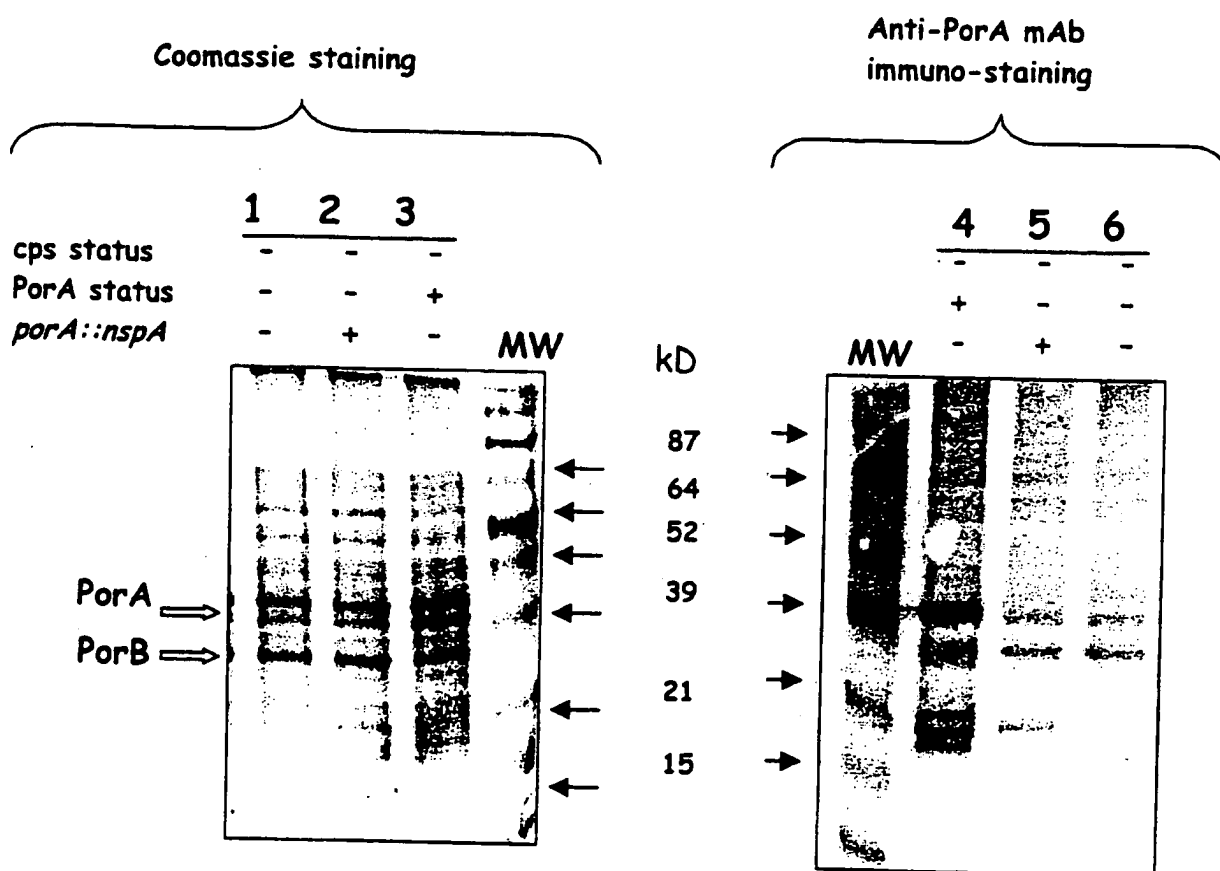 Coomassie staining
Anti-PorA mAb
immuno-staining
1 2 3
cps status - - -
PorA status - - +
porA::nspA - + -
MW
kD
87
64
52
39
21
15
4 5 6
- - -
+ - -
- + -
MW
PorA
PorB